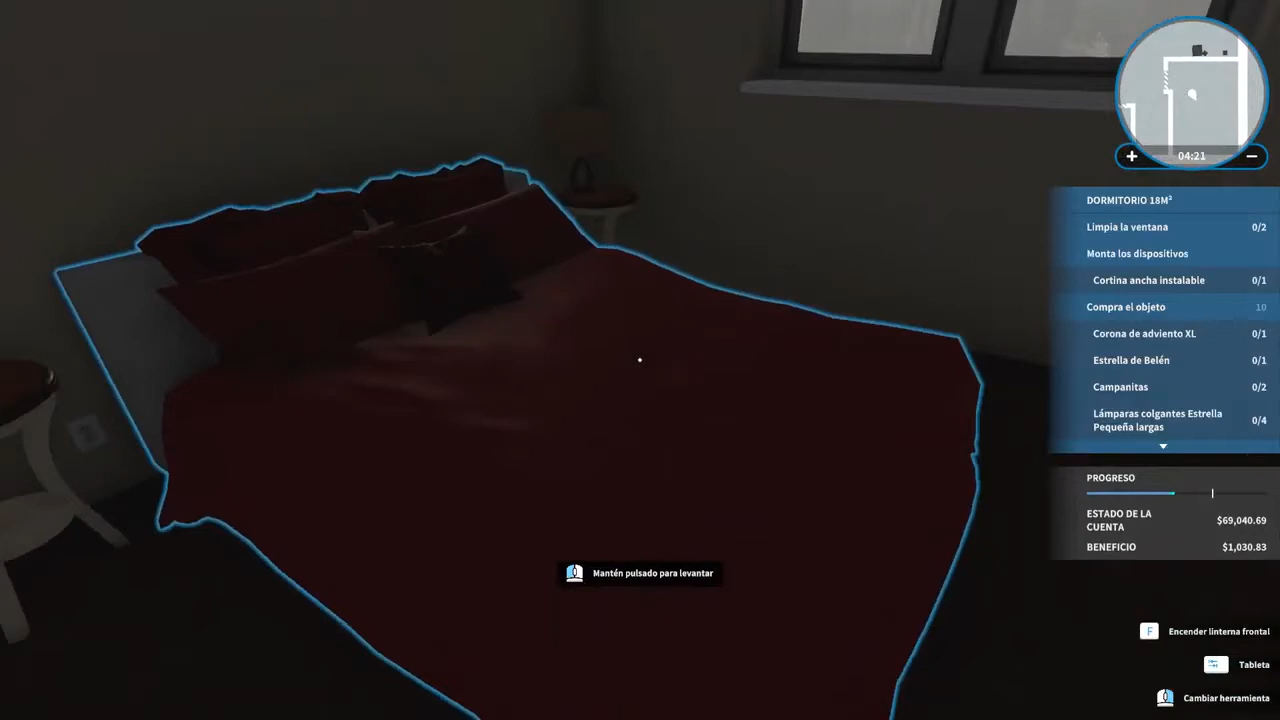 04:21
DORMITORIO 18M²
Limpia la ventana 0/2
Monta los dispositivos
Cortina ancha instalable 0/1
Compra el objeto 10
Corona de adviento XL 0/1
Estrella de Belén 0/1
Campanitas 0/2
Lámparas colgantes Estrella
Pequeña largas 0/4
PROGRESO
ESTADO DE LA
CUENTA $69,040.69
BENEFICIO $1,030.83
Mantén pulsado para levantar
F Encender linterna frontal
Tableta
Cambiar herramienta